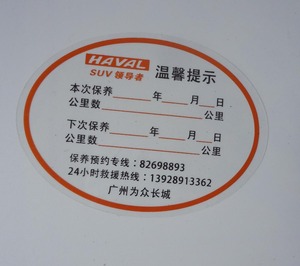 HAVAL
SUV 领导者 温馨提示
本次保养______年____月___日
公里数______________公里
下次保养______年____月___日
公里数______________公里
保养预约专线：82698893
24小时救援热线：13928913362
广州为众长城